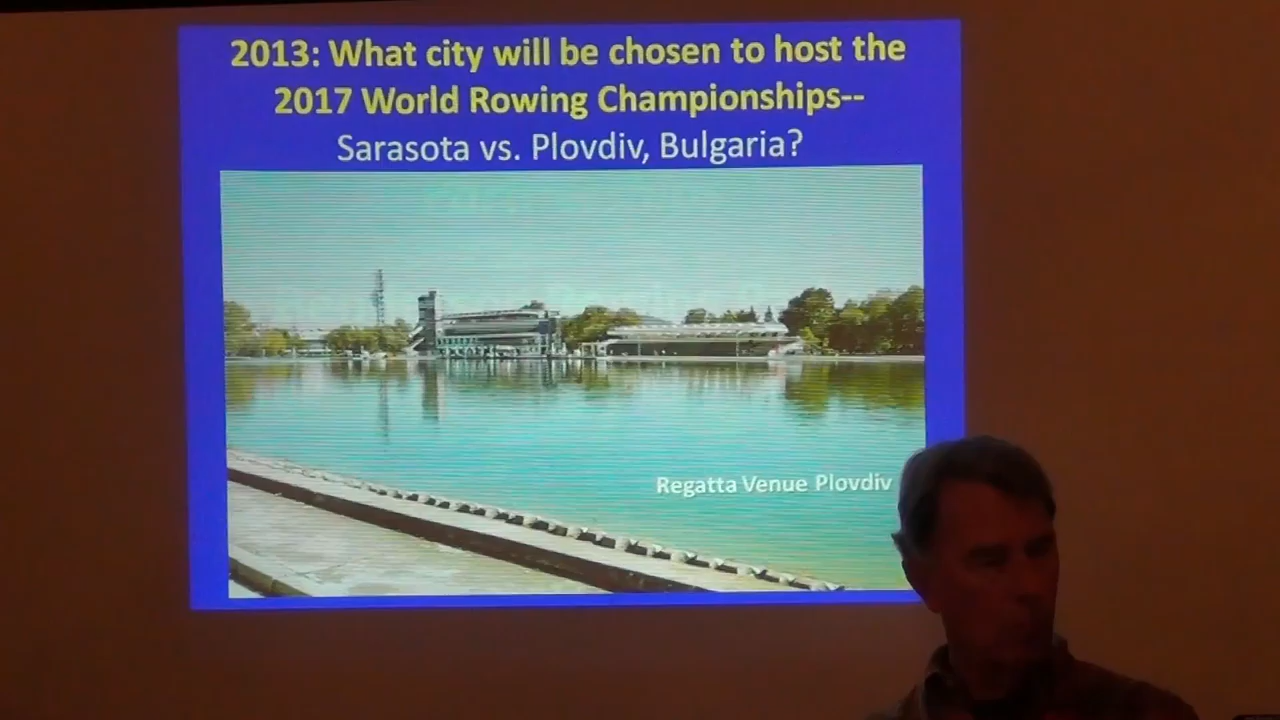 2013: What city will be chosen to host the
2017 World Rowing Championships--
Sarasota vs. Plovdiv, Bulgaria?
Regatta Venue Plovdiv